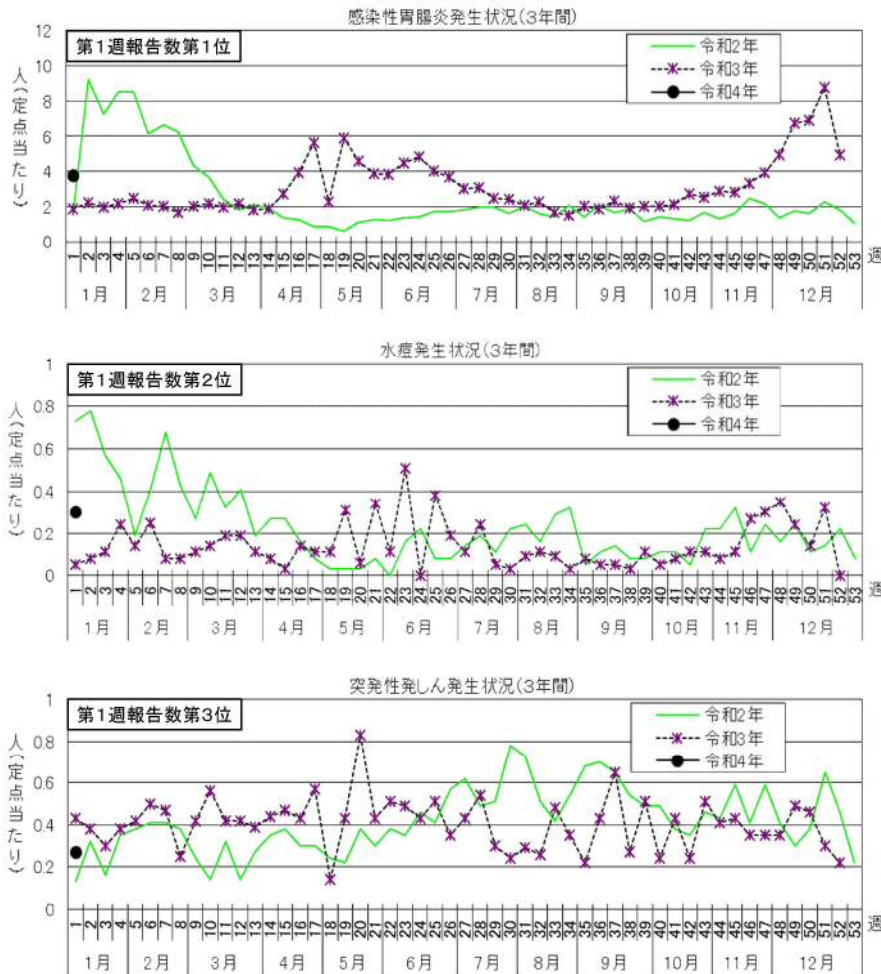 感染性胃腸炎発生状況(3年間)
第1週報告数第1位
令和2年
令和3年
令和4年
人(定点当たり)
12
10
8
6
4
2
0
1 2 3 4 5 6 7 8 9 10 11 12 13 14 15 16 17 18 19 20 21 22 23 24 25 26 27 28 29 30 31 32 33 34 35 36 37 38 39 40 41 42 43 44 45 46 47 48 49 50 51 52 53 週
1月 2月 3月 4月 5月 6月 7月 8月 9月 10月 11月 12月
水痘発生状況(3年間)
第1週報告数第2位
令和2年
令和3年
令和4年
人(定点当たり)
1
0.8
0.6
0.4
0.2
0
1 2 3 4 5 6 7 8 9 10 11 12 13 14 15 16 17 18 19 20 21 22 23 24 25 26 27 28 29 30 31 32 33 34 35 36 37 38 39 40 41 42 43 44 45 46 47 48 49 50 51 52 53 週
1月 2月 3月 4月 5月 6月 7月 8月 9月 10月 11月 12月
突発性発しん発生状況(3年間)
第1週報告数第3位
令和2年
令和3年
令和4年
人(定点当たり)
1
0.8
0.6
0.4
0.2
0
1 2 3 4 5 6 7 8 9 10 11 12 13 14 15 16 17 18 19 20 21 22 23 24 25 26 27 28 29 30 31 32 33 34 35 36 37 38 39 40 41 42 43 44 45 46 47 48 49 50 51 52 53 週
1月 2月 3月 4月 5月 6月 7月 8月 9月 10月 11月 12月